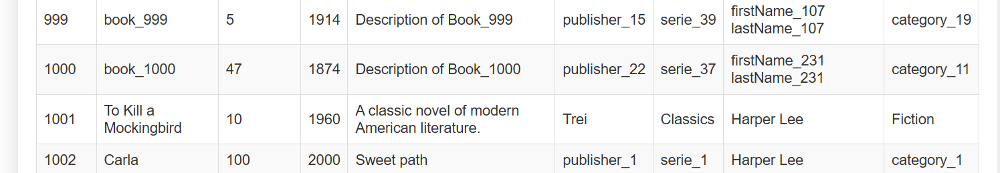 999 book_999 5 1914 Description of Book_999 publisher_15 serie_39 firstName_107
lastName_107 category_19
1000 book_1000 47 1874 Description of Book_1000 publisher_22 serie_37 firstName_231
lastName_231 category_11
1001 To Kill a
Mockingbird 10 1960 A classic novel of modern
American literature. Trei Classics Harper Lee Fiction
1002 Carla 100 2000 Sweet path publisher_1 serie_1 Harper Lee category_1